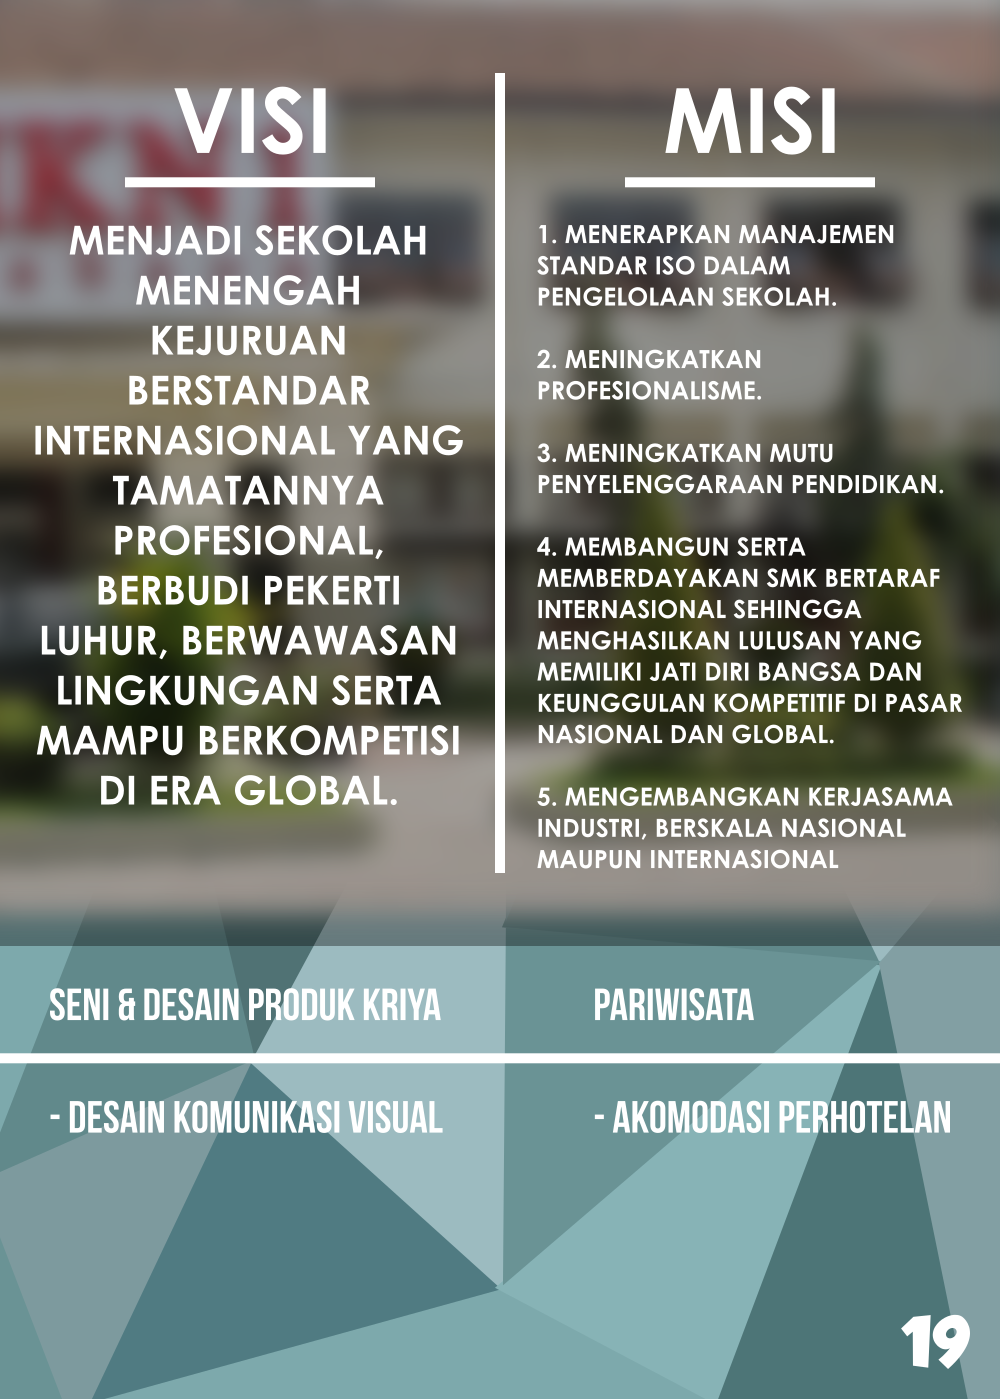 VISI
MENJADI SEKOLAH
MENENGAH
KEJURUAN
BERSTANDAR
INTERNASIONAL YANG
TAMATANNYA
PROFESIONAL,
BERBUDI PEKERTI
LUHUR, BERWAWASAN
LINGKUNGAN SERTA
MAMPU BERKOMPETISI
DI ERA GLOBAL.
MISI
1. MENERAPKAN MANAJEMEN
STANDAR ISO DALAM
PENGELOLAAN SEKOLAH.
2. MENINGKATKAN
PROFESIONALISME.
3. MENINGKATKAN MUTU
PENYELENGGARAAN PENDIDIKAN.
4. MEMBANGUN SERTA
MEMBERDAYAKAN SMK BERTARAF
INTERNASIONAL SEHINGGA
MENGHASILKAN LULUSAN YANG
MEMILIKI JATI DIRI BANGSA DAN
KEUNGGULAN KOMPETITIF DI PASAR
NASIONAL DAN GLOBAL.
5. MENGEMBANGKAN KERJASAMA
INDUSTRI, BERSKALA NASIONAL
MAUPUN INTERNASIONAL
SENI & DESAIN PRODUK KRIYA
- DESAIN KOMUNIKASI VISUAL
PARIWISATA
- AKOMODASI PERHOTELAN
19